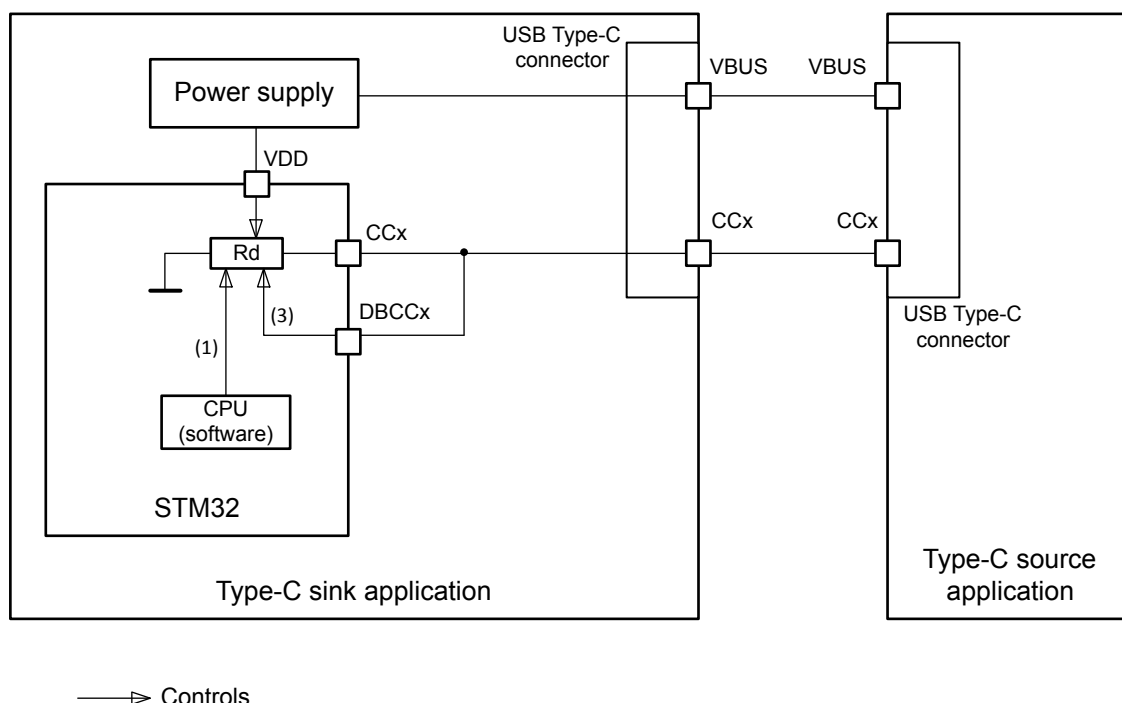 USB Type-C
connector
VBUS
VBUS
Power supply
VDD
CCx
CCx
CCx
Rd
DBCCx
(3)
(1)
USB Type-C
connector
CPU
(software)
STM32
Type-C source
application
Type-C sink application
Controls